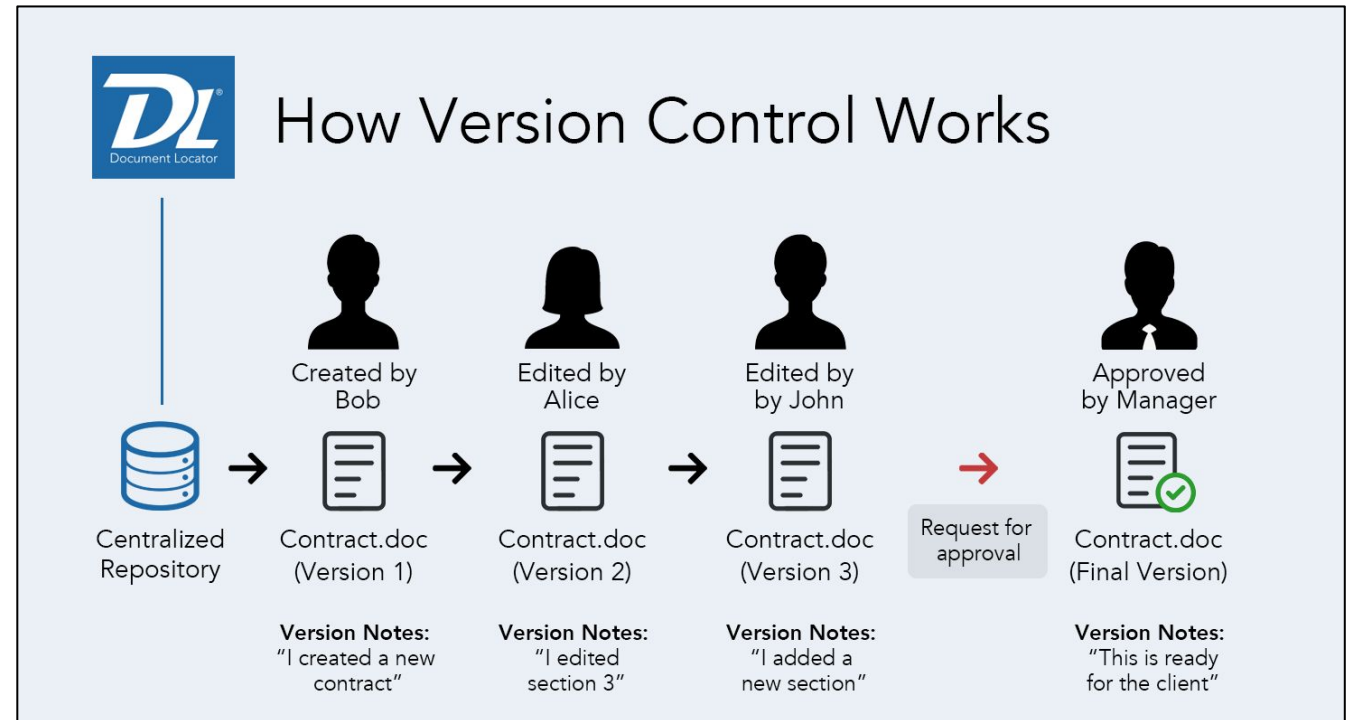 DL®
Document Locator
How Version Control Works
Created by
Bob
Edited by
Alice
Edited by
by John
Approved
by Manager
Centralized
Repository
Contract.doc
(Version 1)
Contract.doc
(Version 2)
Contract.doc
(Version 3)
Request for
approval
Contract.doc
(Final Version)
Version Notes:
"I created a new
contract"
Version Notes:
"I edited
section 3"
Version Notes:
"I added a
new section"
Version Notes:
"This is ready
for the client"